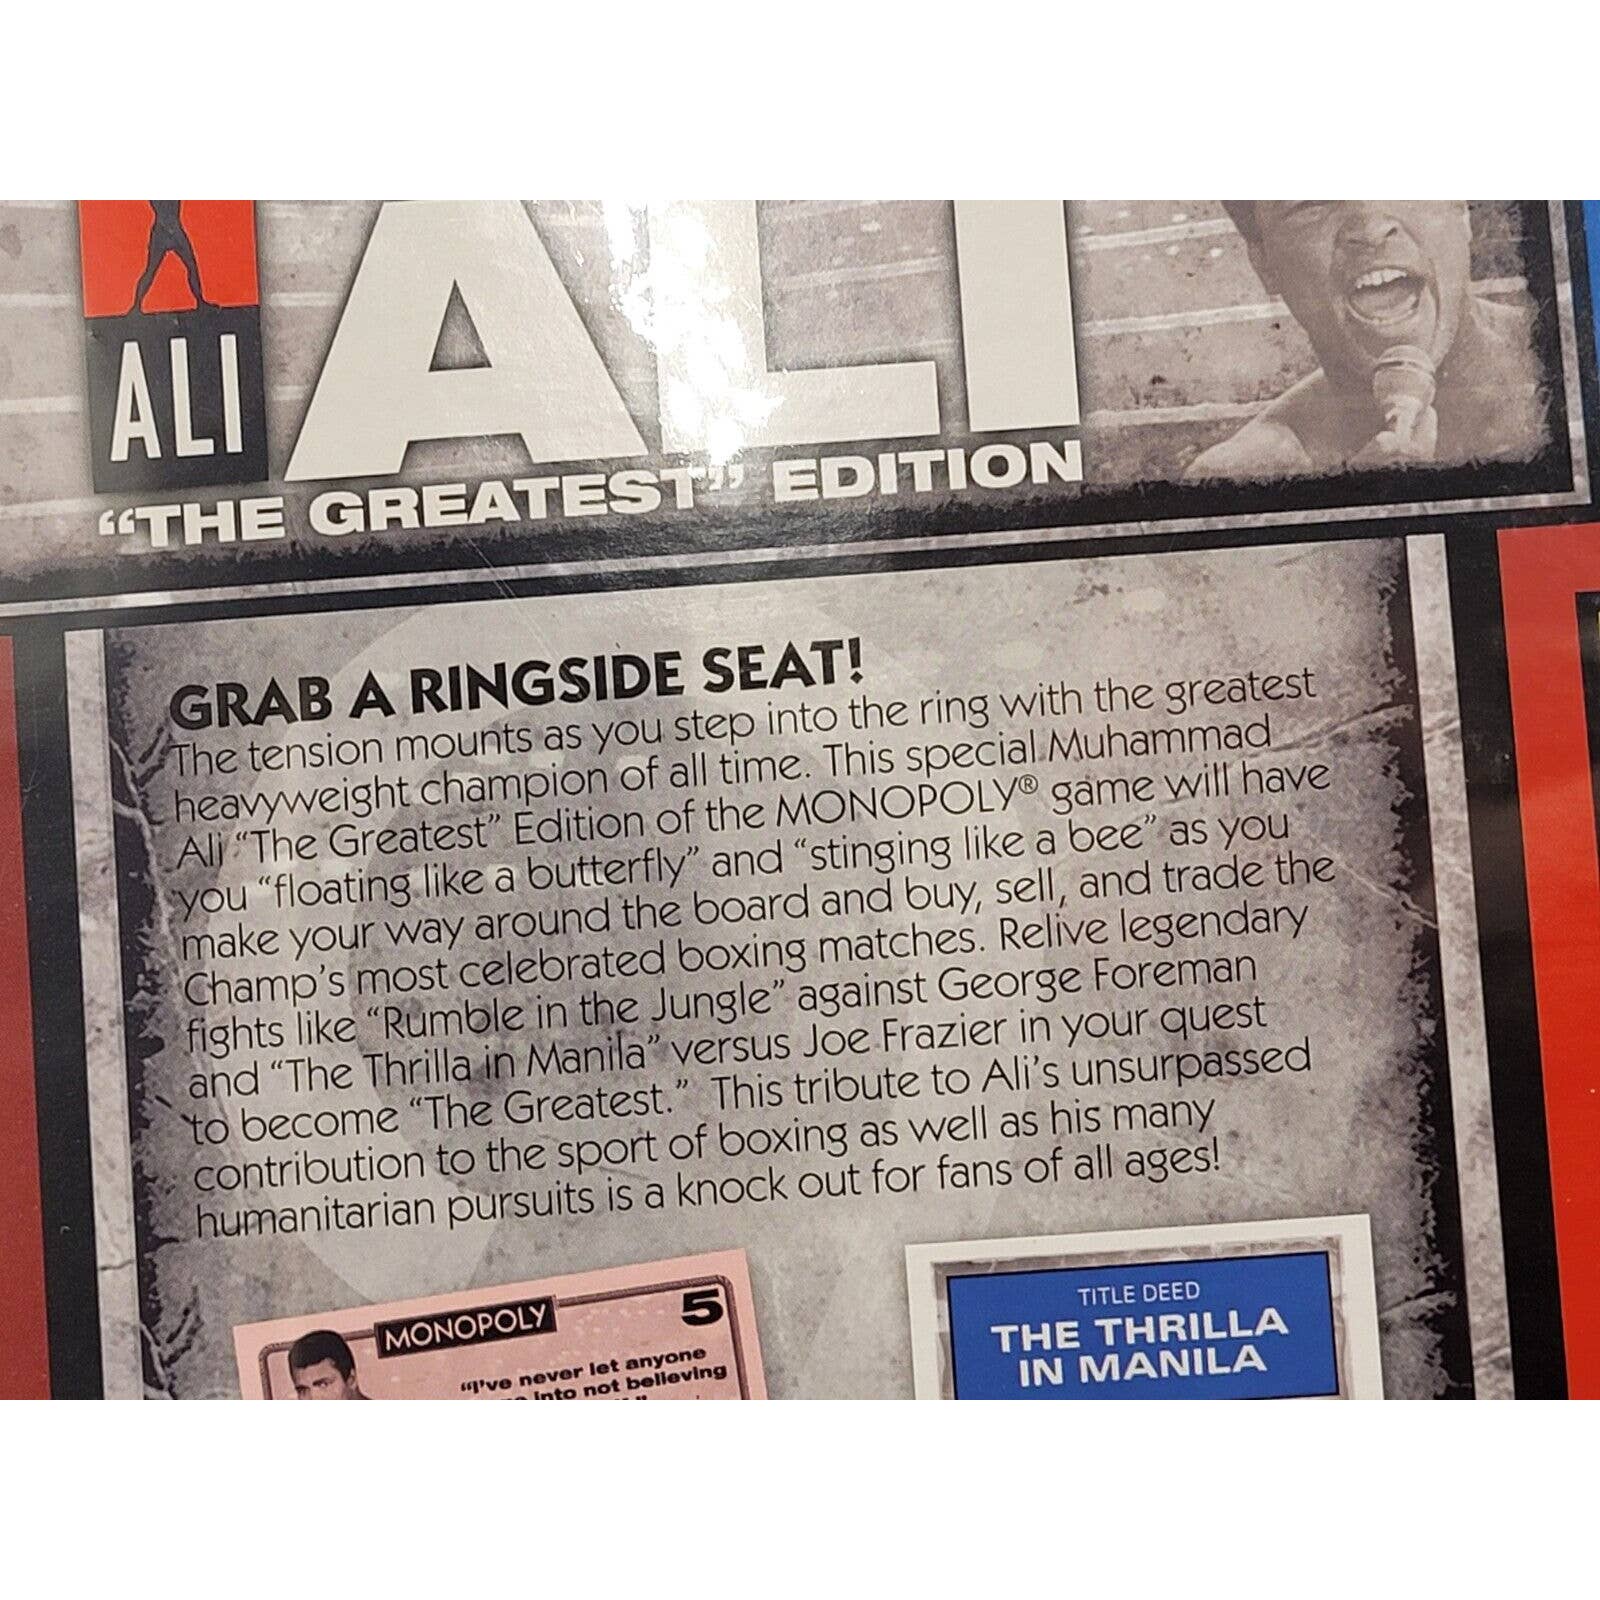 ALI
ALI
“THE GREATEST” EDITION
GRAB A RINGSIDE SEAT!
The tension mounts as you step into the ring with the greatest
heavyweight champion of all time. This special Muhammad
Ali “The Greatest” Edition of the MONOPOLY® game will have
you “floating like a butterfly” and “stinging like a bee” as you
make your way around the board and buy, sell, and trade the
Champ’s most celebrated boxing matches. Relive legendary
fights like “Rumble in the Jungle” against George Foreman
and “The Thrilla in Manila” versus Joe Frazier in your quest
to become “The Greatest.” This tribute to Ali’s unsurpassed
contribution to the sport of boxing as well as his many
humanitarian pursuits is a knock out for fans of all ages!
MONOPOLY
5
“I’ve never let anyone
into not believing
TITLE DEED
THE THRILLA
IN MANILA